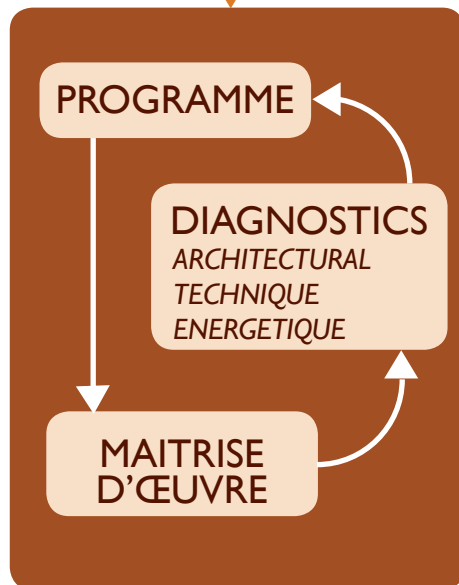 PROGRAMME
DIAGNOSTICS
ARCHITECTURAL
TECHNIQUE
ENERGETIQUE
MAITRISE
D'ŒUVRE